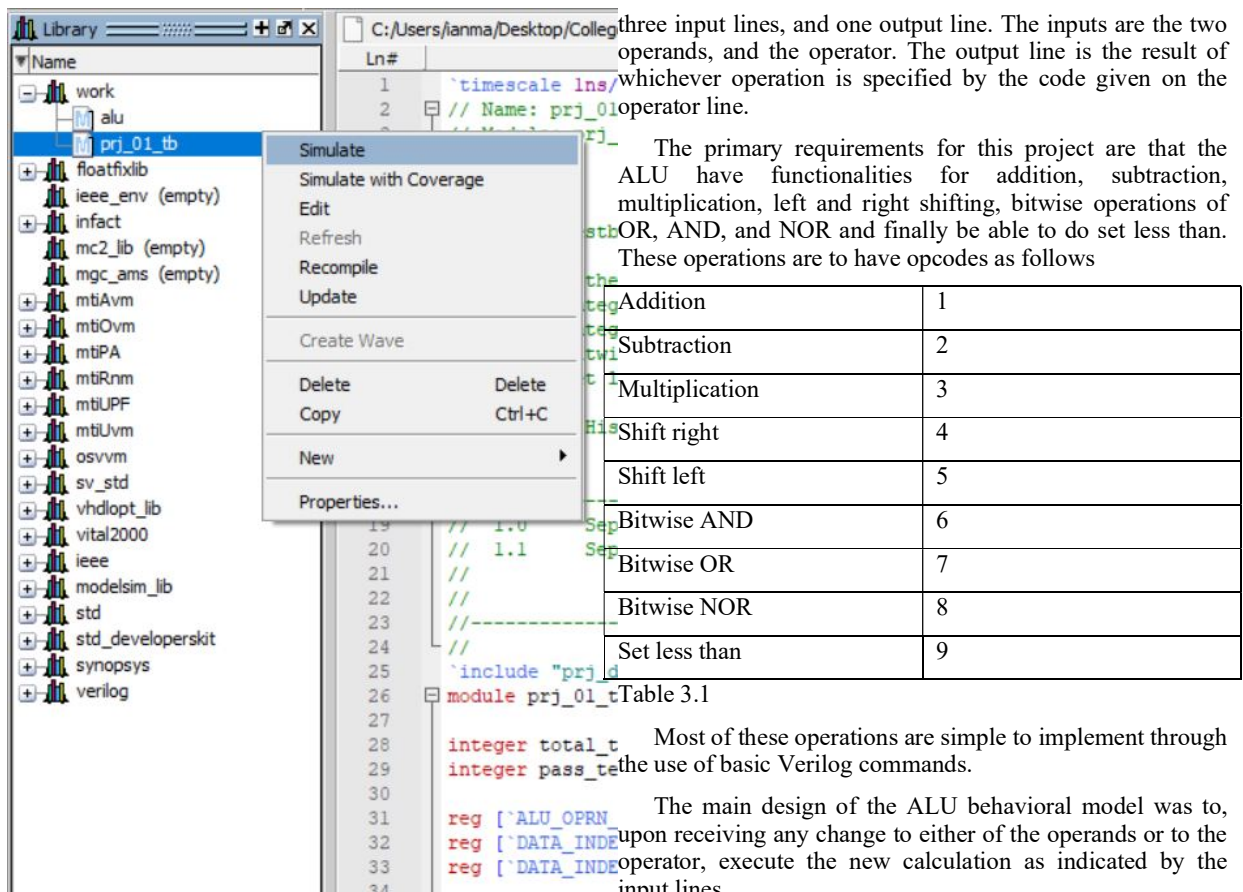 Library
Name
work
alu
prj_01_tb
floatfixlib
ieee_env (empty)
infact
mc2_lib (empty)
mgc_ams (empty)
mtiAvm
mtiOvm
mtiPA
mtiRnm
mtiUPF
mtiUvm
osvvm
sv_std
vhdlopt_lib
vital2000
ieee
modelsim_lib
std
std_developerskit
synopsys
verilog
Simulate
Simulate with Coverage
Edit
Refresh
Recompile
Update
Create Wave
Delete Delete
Copy Ctrl+C
New
Properties...
C:/Users/ianma/Desktop/Colleg
Ln#
1 `timescale 1ns/
2 // Name: prj_01
stb
the
teg
teg
twi
t l
His
19 // 1.0 Sep
20 // 1.1 Sep
21 //
22 //
23 //-------------
24 //
25 `include "prj_d
26 module prj_01_t
27
28 integer total_t
29 integer pass_te
30
31 reg [`ALU_OPRN_
32 reg [`DATA_INDE
33 reg [`DATA_INDE
34
three input lines, and one output line. The inputs are the two
operands, and the operator. The output line is the result of
whichever operation is specified by the code given on the
operator line.
The primary requirements for this project are that the
ALU have functionalities for addition, subtraction,
multiplication, left and right shifting, bitwise operations of
OR, AND, and NOR and finally be able to do set less than.
These operations are to have opcodes as follows
Addition 1
Subtraction 2
Multiplication 3
Shift right 4
Shift left 5
Bitwise AND 6
Bitwise OR 7
Bitwise NOR 8
Set less than 9
Table 3.1
Most of these operations are simple to implement through
the use of basic Verilog commands.
The main design of the ALU behavioral model was to,
upon receiving any change to either of the operands or to the
operator, execute the new calculation as indicated by the
input lines